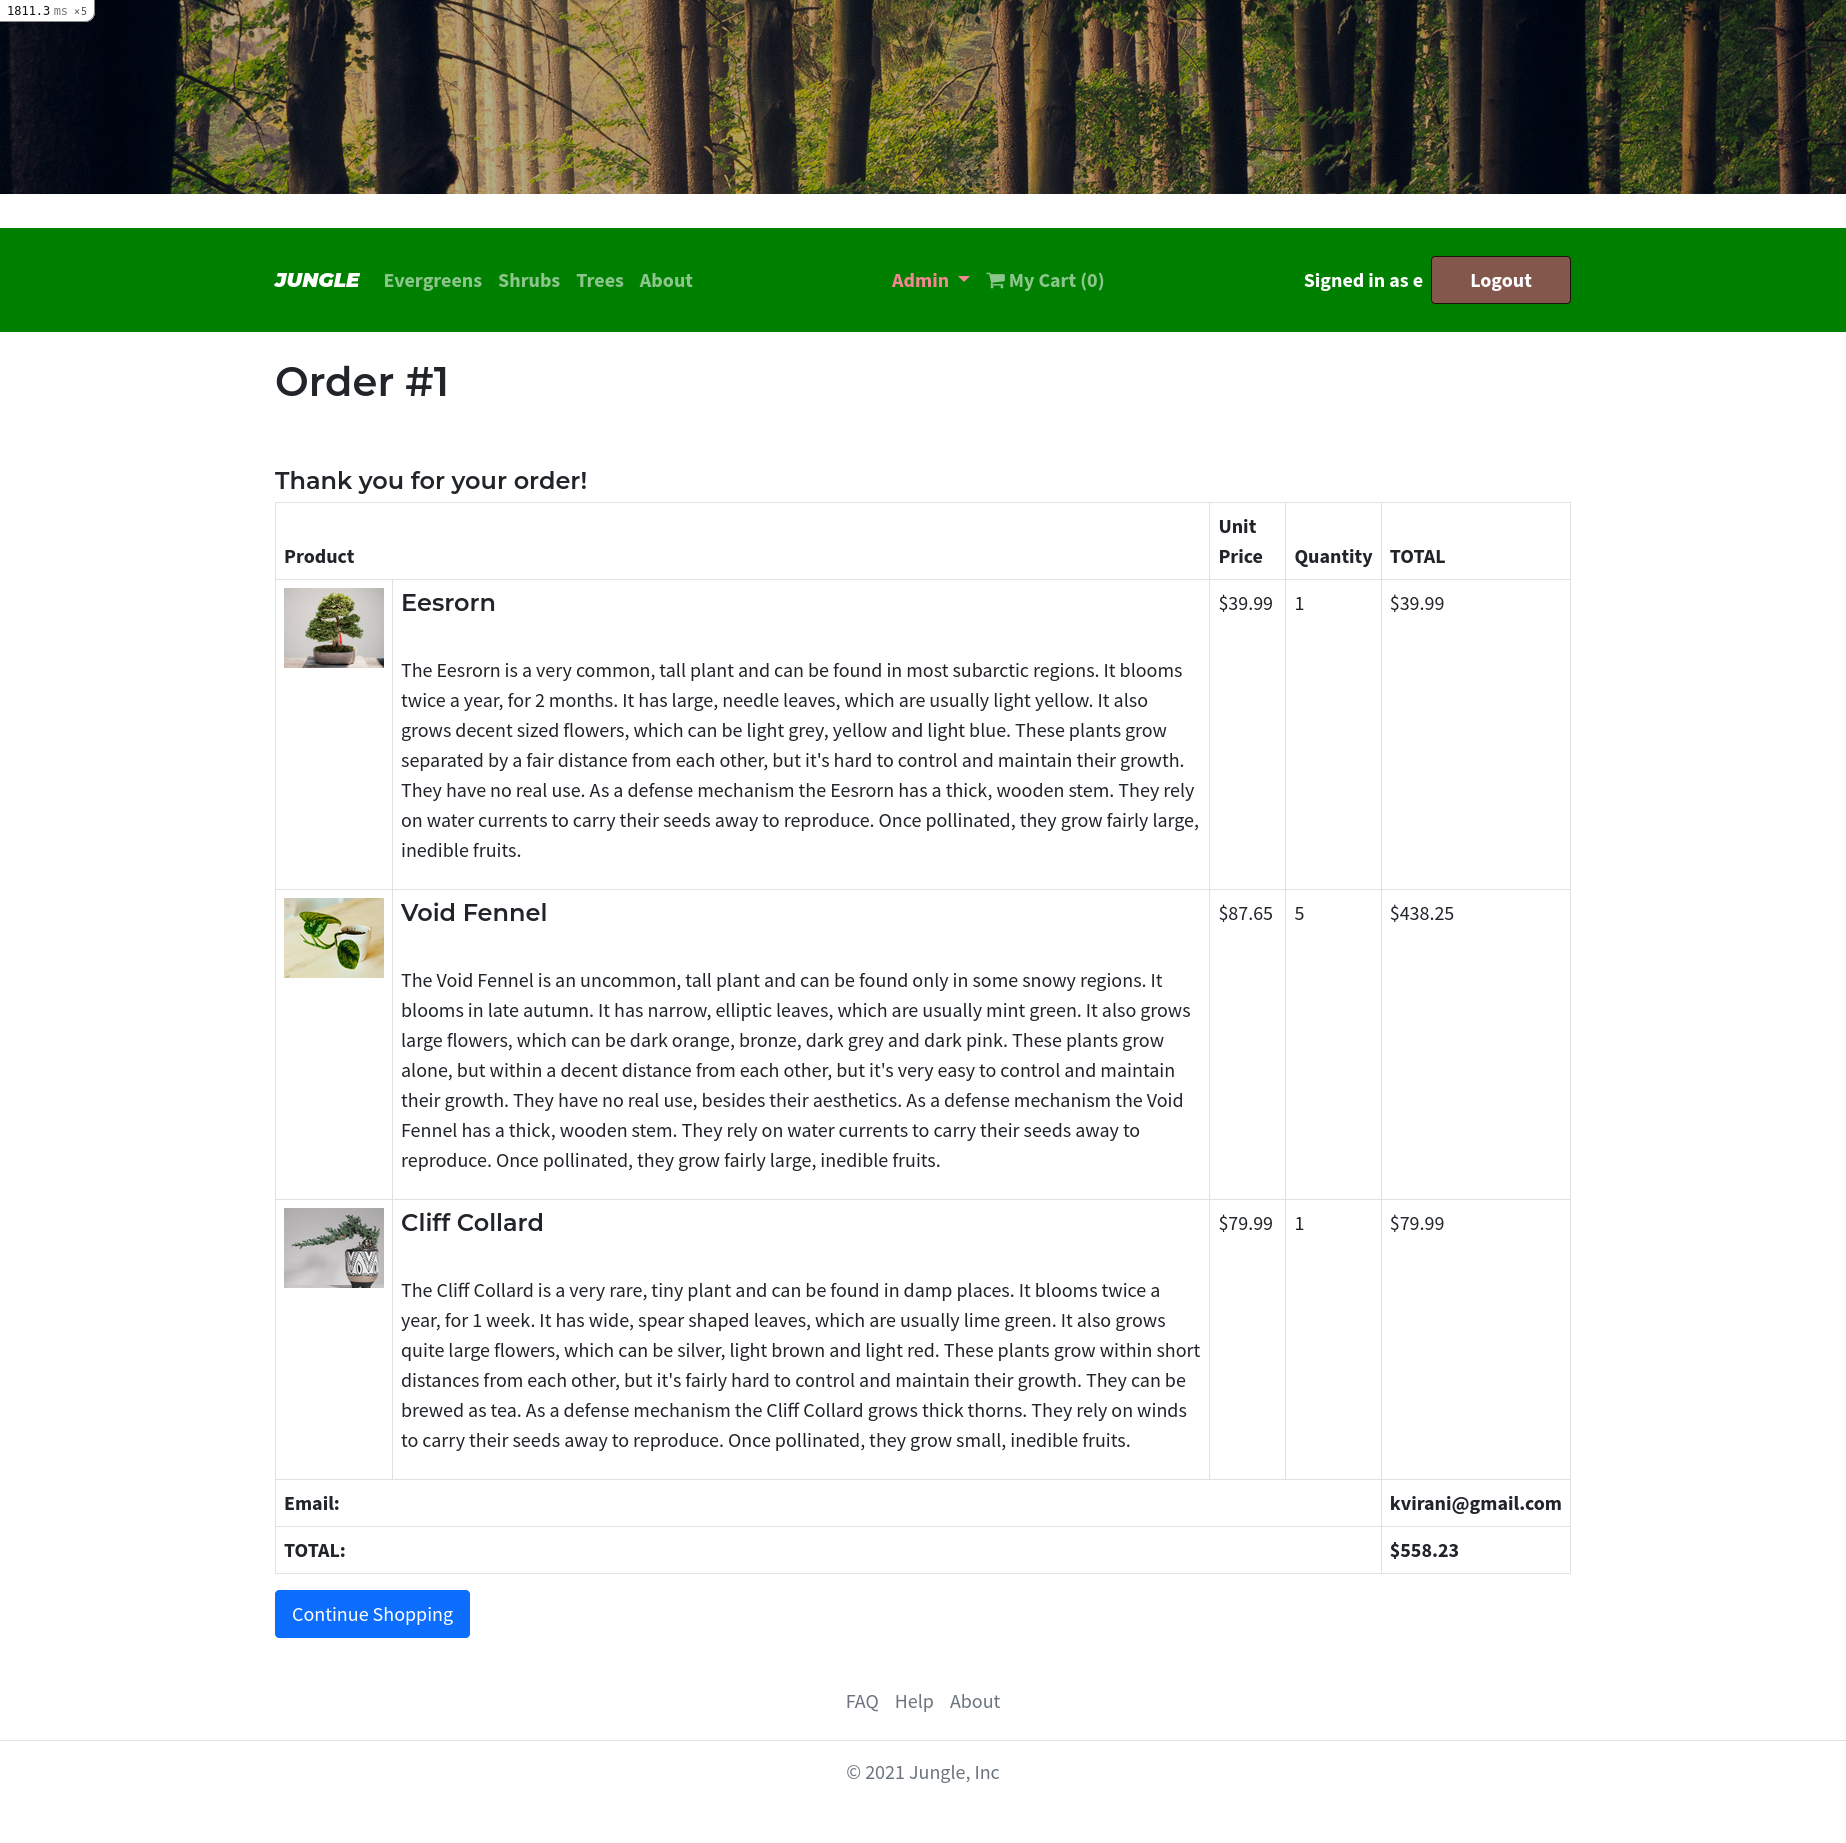 1811.3 ms ×5
JUNGLE Evergreens Shrubs Trees About Admin My Cart (0) Signed in as e Logout
Order #1
Thank you for your order!
Product Unit Price Quantity TOTAL
Eesrorn $39.99 1 $39.99
The Eesrorn is a very common, tall plant and can be found in most subarctic regions. It blooms
twice a year, for 2 months. It has large, needle leaves, which are usually light yellow. It also
grows decent sized flowers, which can be light grey, yellow and light blue. These plants grow
separated by a fair distance from each other, but it's hard to control and maintain their growth.
They have no real use. As a defense mechanism the Eesrorn has a thick, wooden stem. They rely
on water currents to carry their seeds away to reproduce. Once pollinated, they grow fairly large,
inedible fruits.
Void Fennel $87.65 5 $438.25
The Void Fennel is an uncommon, tall plant and can be found only in some snowy regions. It
blooms in late autumn. It has narrow, elliptic leaves, which are usually mint green. It also grows
large flowers, which can be dark orange, bronze, dark grey and dark pink. These plants grow
alone, but within a decent distance from each other, but it's very easy to control and maintain
their growth. They have no real use, besides their aesthetics. As a defense mechanism the Void
Fennel has a thick, wooden stem. They rely on water currents to carry their seeds away to
reproduce. Once pollinated, they grow fairly large, inedible fruits.
Cliff Collard $79.99 1 $79.99
The Cliff Collard is a very rare, tiny plant and can be found in damp places. It blooms twice a
year, for 1 week. It has wide, spear shaped leaves, which are usually lime green. It also grows
quite large flowers, which can be silver, light brown and light red. These plants grow within short
distances from each other, but it's fairly hard to control and maintain their growth. They can be
brewed as tea. As a defense mechanism the Cliff Collard grows thick thorns. They rely on winds
to carry their seeds away to reproduce. Once pollinated, they grow small, inedible fruits.
Email: kvirani@gmail.com
TOTAL: $558.23
Continue Shopping
FAQ Help About
© 2021 Jungle, Inc